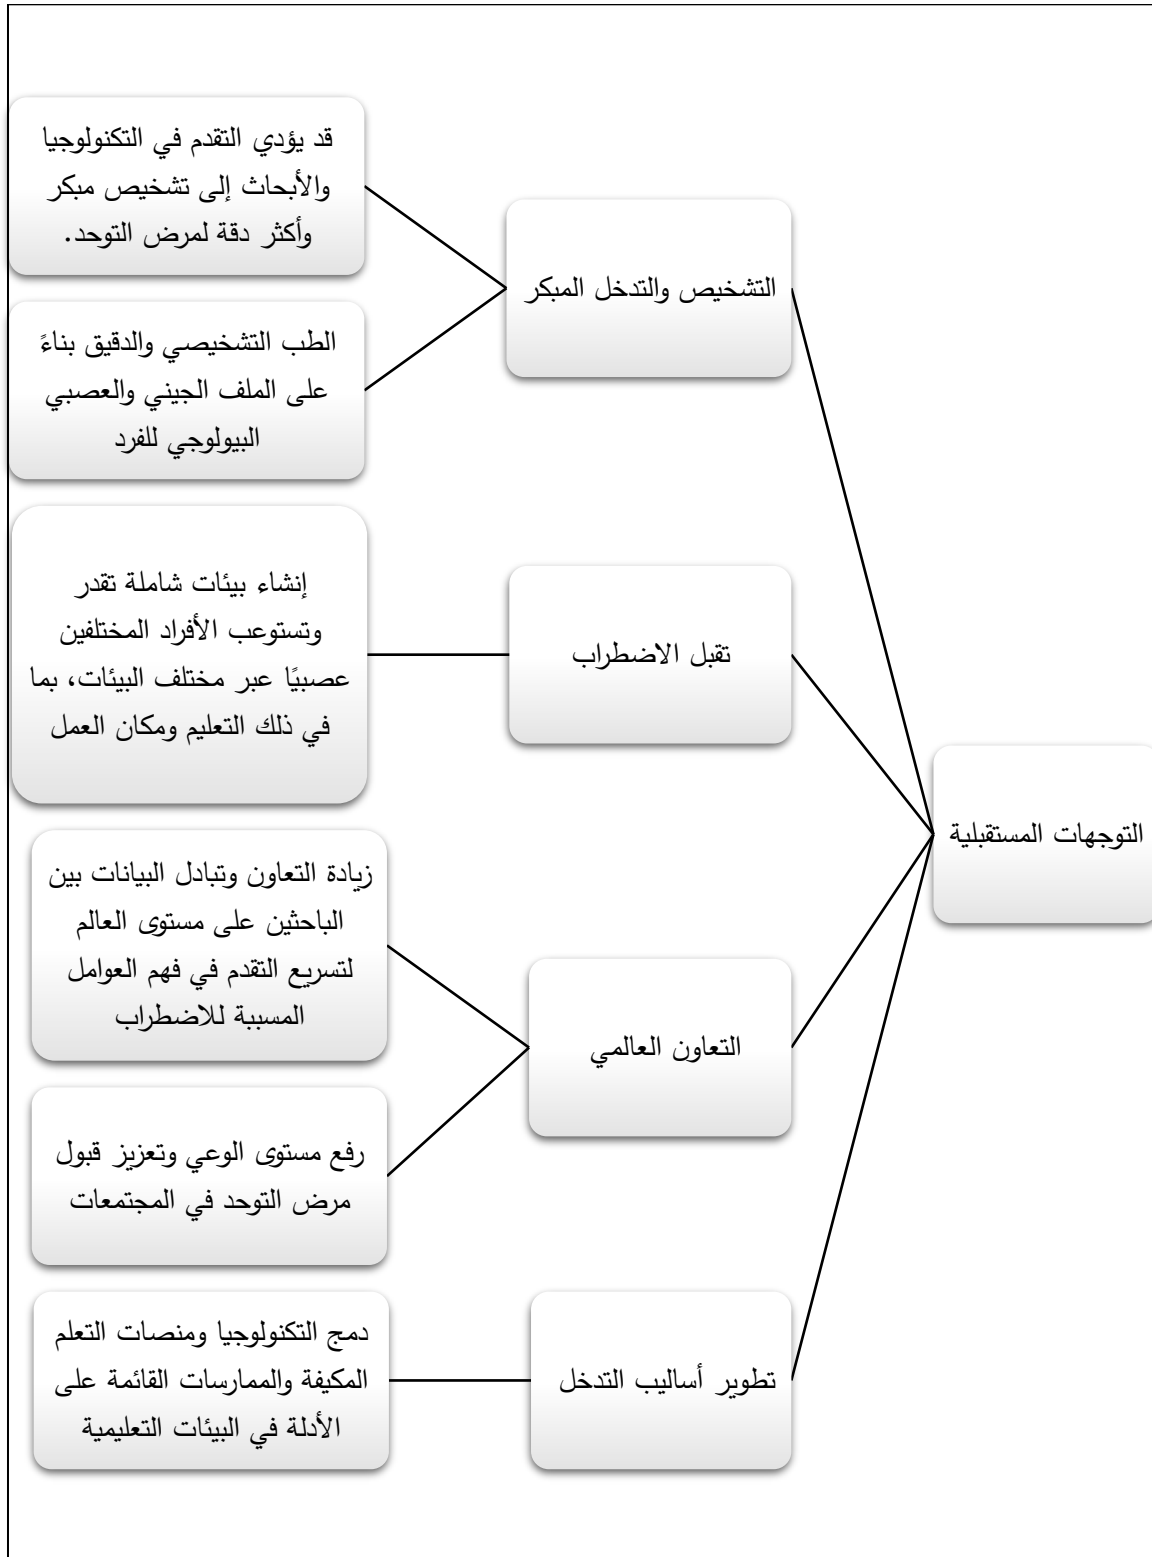 التوجهات المستقبلية
التشخيص والتدخل المبكر
قد يؤدي التقدم في التكنولوجيا
والأبحاث إلى تشخيص مبكر
وأكثر دقة لمرض التوحد.
الطب التشخيصي والدقيق بناءً
على الملف الجيني والعصبي
البيولوجي للفرد
تقبل الاضطراب
إنشاء بيئات شاملة تقدر
وتستوعب الأفراد المختلفين
عصبيًا عبر مختلف البيئات، بما
في ذلك التعليم ومكان العمل
التعاون العالمي
زيادة التعاون وتبادل البيانات بين
الباحثين على مستوى العالم
لتسريع التقدم في فهم العوامل
المسببة للاضطراب
رفع مستوى الوعي وتعزيز قبول
مرض التوحد في المجتمعات
تطوير أساليب التدخل
دمج التكنولوجيا ومنصات التعلم
المكيفة والممارسات القائمة على
الأدلة في البيئات التعليمية